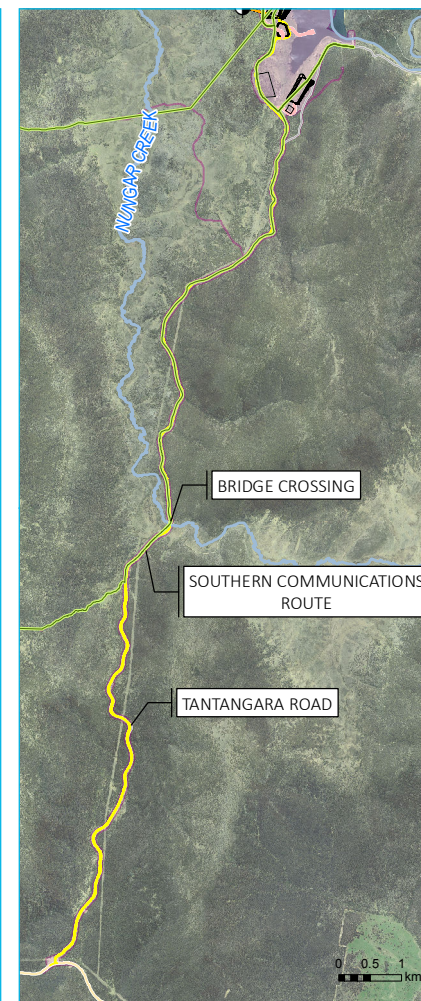 NUNGAR CREEK
BRIDGE CROSSING
SOUTHERN COMMUNICATIONS
ROUTE
TANTANGARA ROAD
0 0.5 1
km